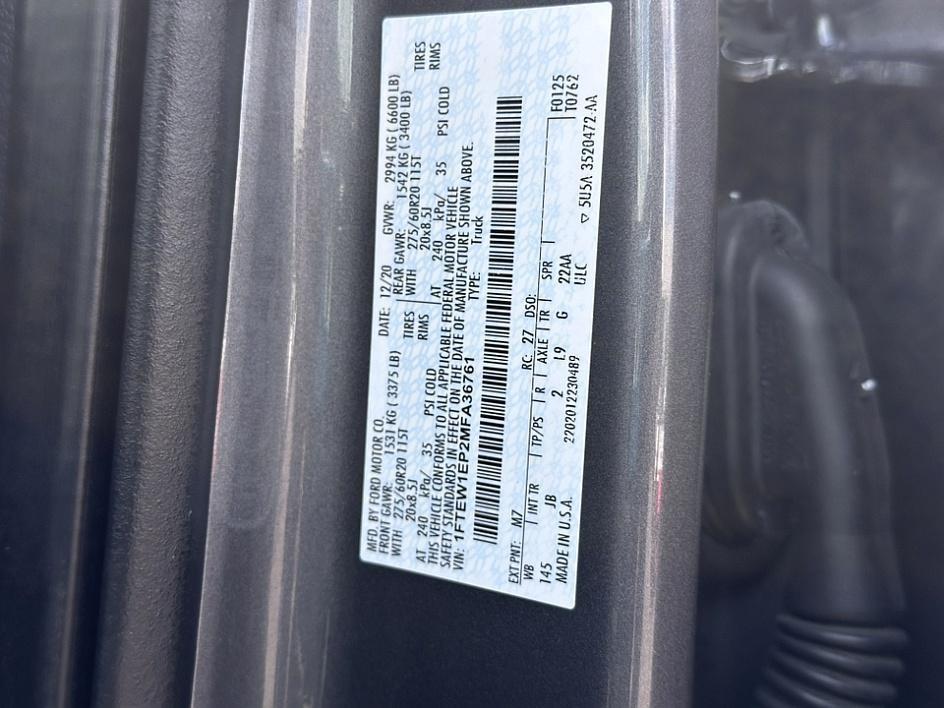 MFD. BY FORD MOTOR CO. DATE: 12/20 GVWR: 2994 KG ( 6600 LB)
FRONT GAWR: 1531 KG ( 3375 LB) REAR GAWR: 1542 KG ( 3400 LB)
WITH 275/60R20 115T TIRES WITH 275/60R20 115T TIRES
20x8.5J RIMS 20x8.5J RIMS
AT 240 kPa/ 35 PSI COLD AT 240 kPa/ 35 PSI COLD
THIS VEHICLE CONFORMS TO ALL APPLICABLE FEDERAL MOTOR VEHICLE
SAFETY STANDARDS IN EFFECT ON THE DATE OF MANUFACTURE SHOWN ABOVE.
VIN: 1FTEW1EP2MFA36761 TYPE: Truck
EXT PNT: M7 RC: 27 DSO: F0125
WB INT TR TP/PS R AXLE TR SPR T0762
145 JB 2 L9 G 22AA
MADE IN U.S.A. 2202012230489 ULC
▽ 5U5A 3520472-AA